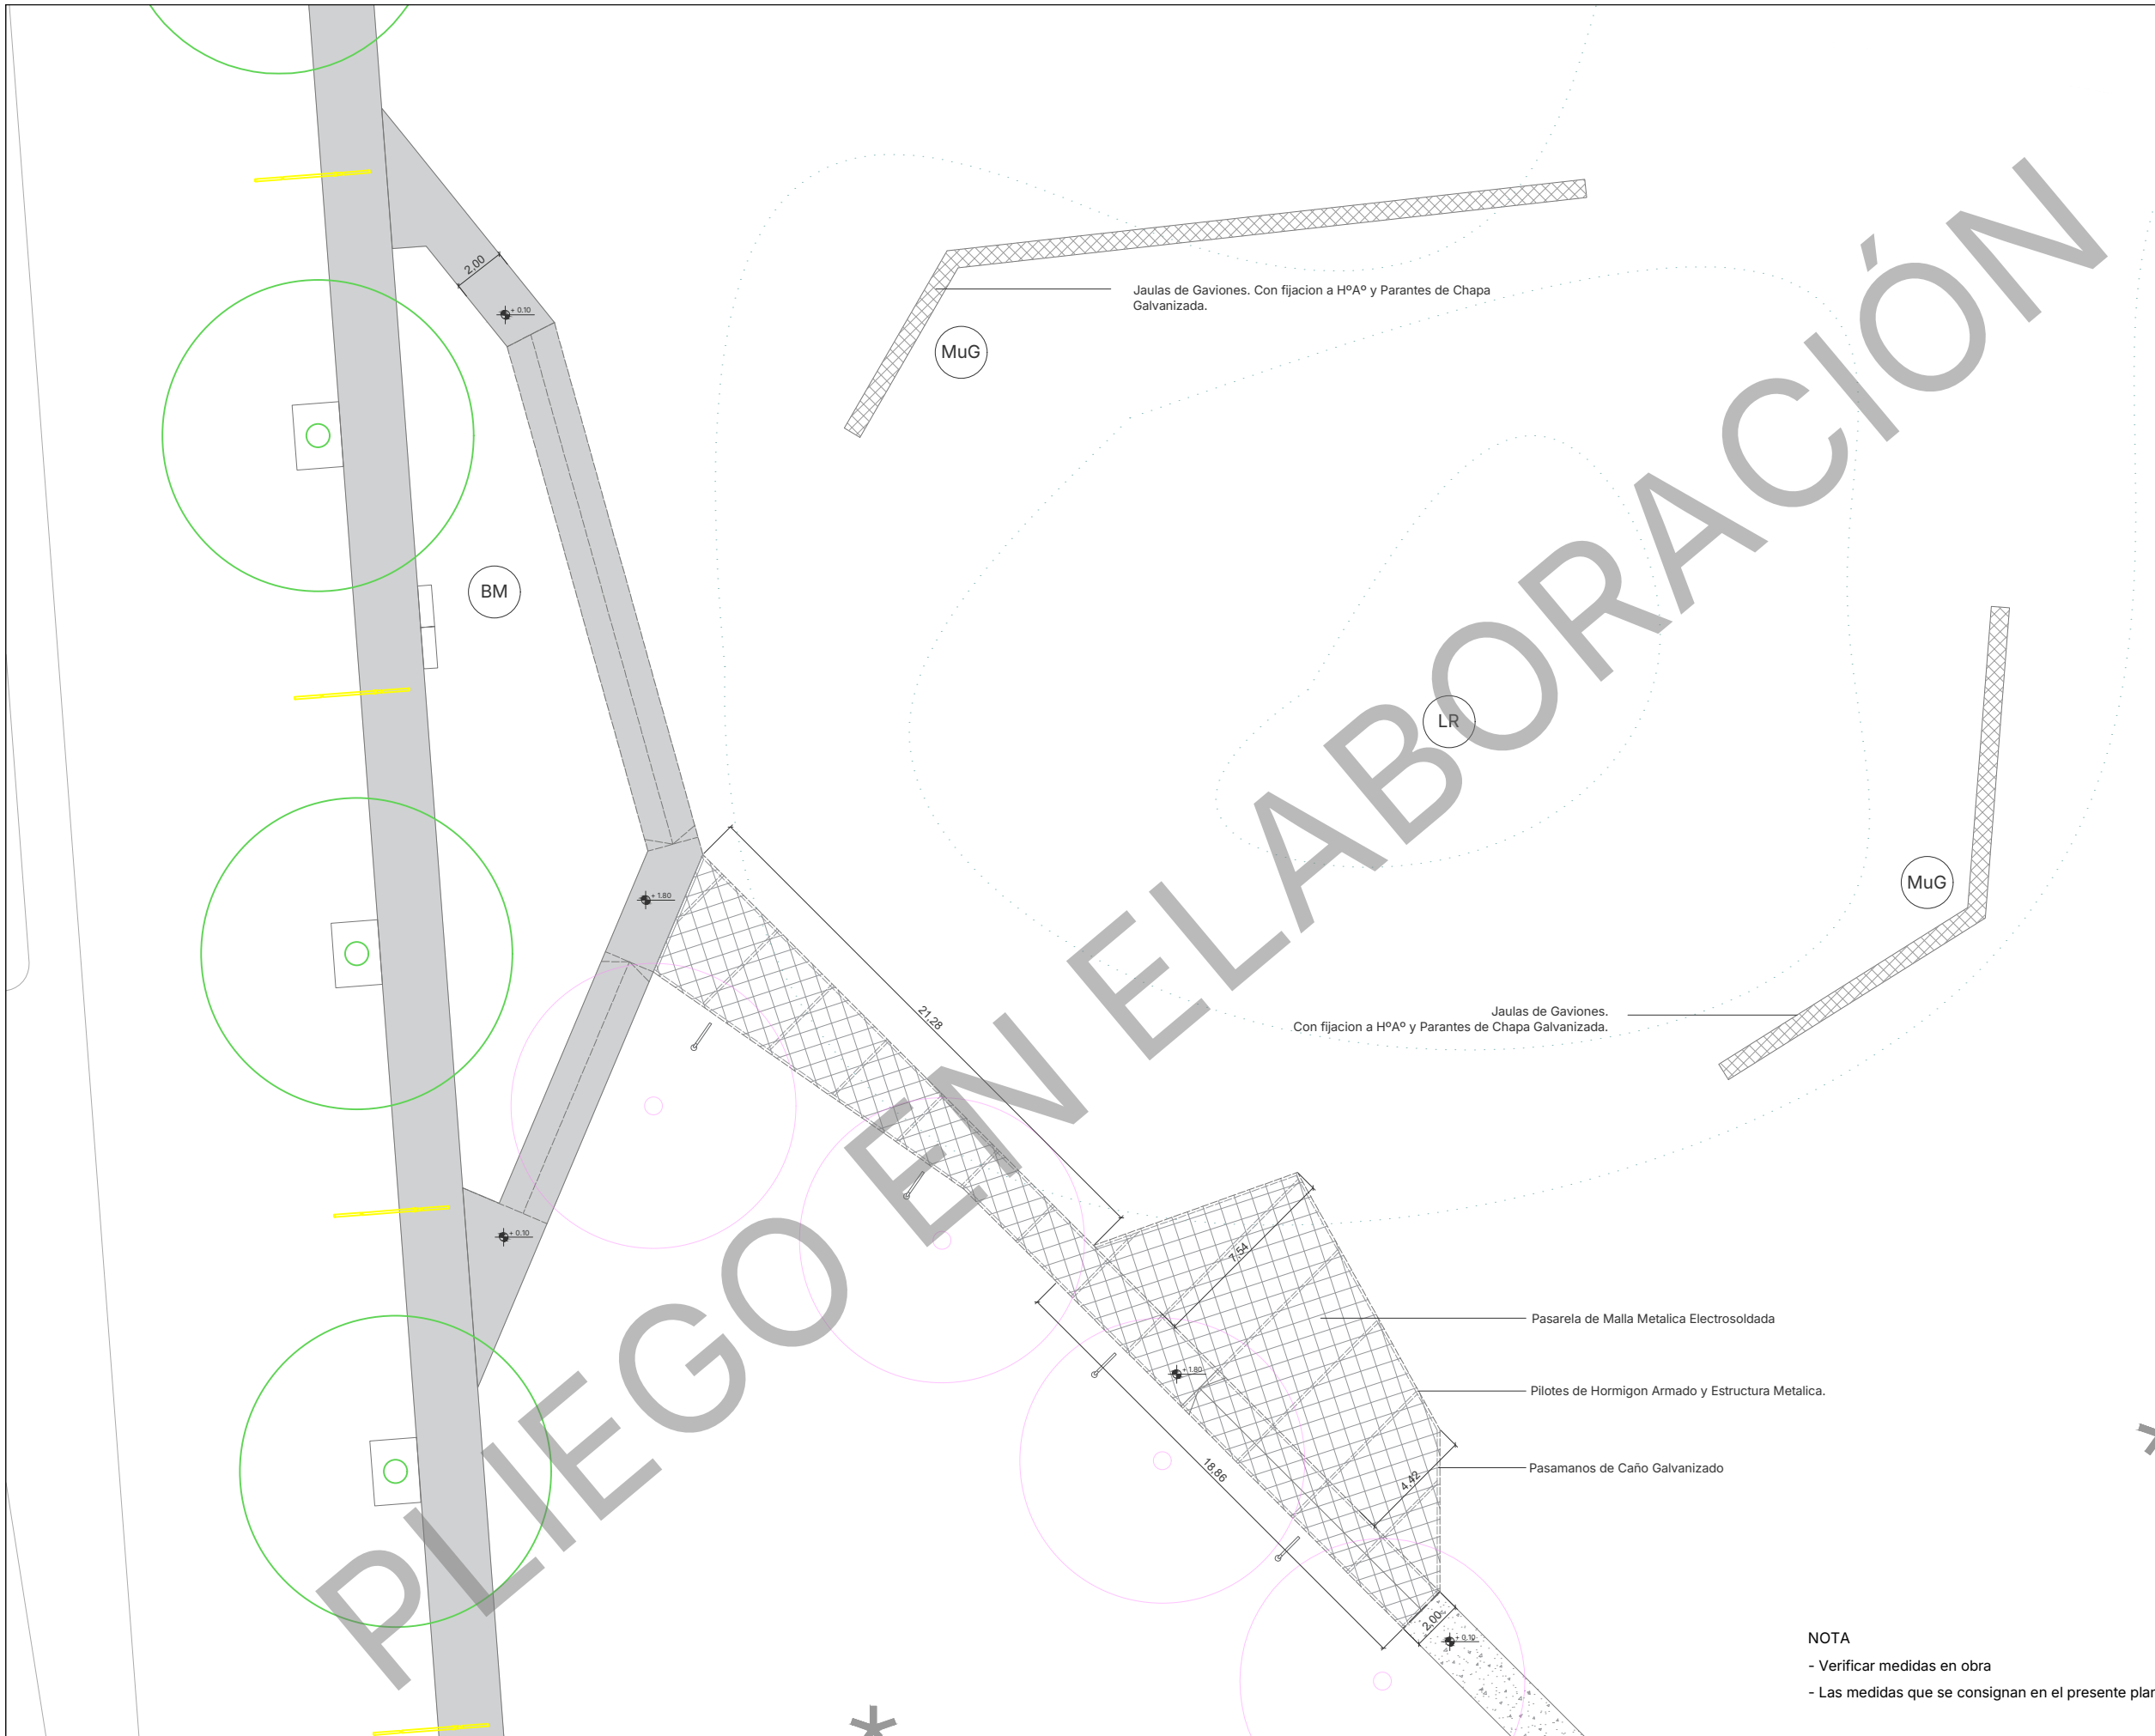 2.00
+ 0.10
Jaulas de Gaviones. Con fijacion a HºAº y Parantes de Chapa
Galvanizada.
MuG
BM
LR
MuG
+ 1.80
21,28
Jaulas de Gaviones.
Con fijacion a HºAº y Parantes de Chapa Galvanizada.
+ 0.10
7,54
Pasarela de Malla Metalica Electrosoldada
+ 1.80
Pilotes de Hormigon Armado y Estructura Metalica.
18,86
4,42
Pasamanos de Caño Galvanizado
2,00
+ 0.10
NOTA
- Verificar medidas en obra
- Las medidas que se consignan en el presente plan
PLIEGO EN ELABORACIÓN
*
*